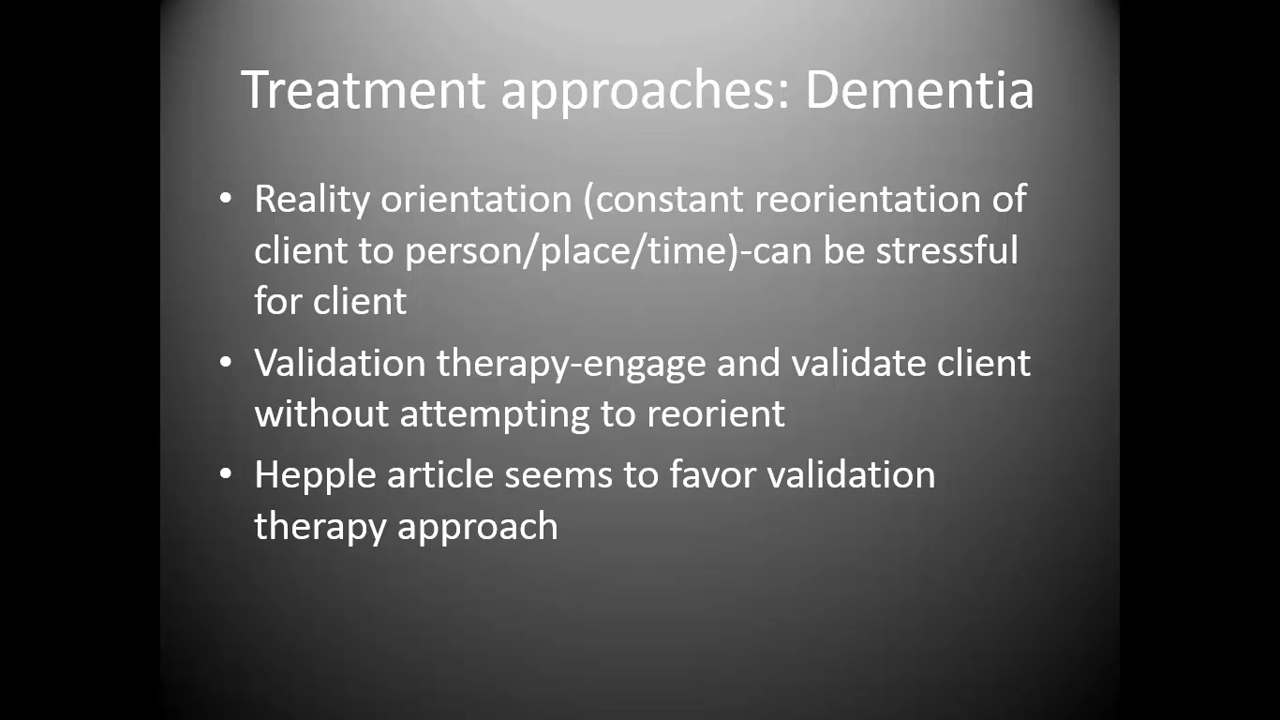 Treatment approaches: Dementia
• Reality orientation (constant reorientation of
client to person/place/time)-can be stressful
for client
• Validation therapy-engage and validate client
without attempting to reorient
• Hepple article seems to favor validation
therapy approach